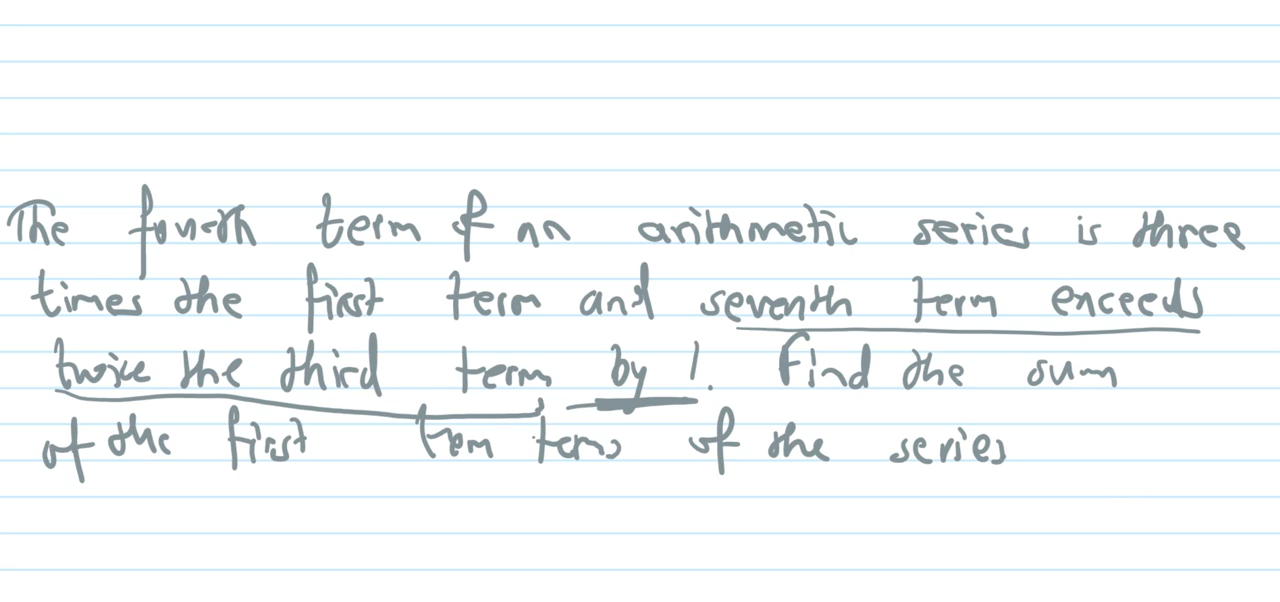 The fourth term of an arithmetic series is three
times the first term and seventh term exceeds
twice the third term by 1. Find the sum
of the first tem terms of the series